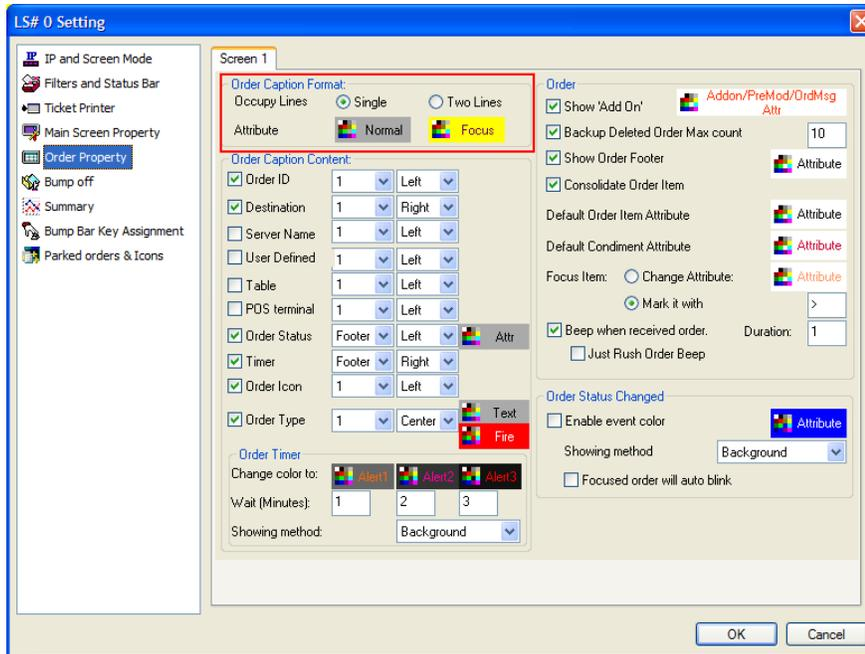 LS# 0 Setting
IP and Screen Mode
Filters and Status Bar
Ticket Printer
Main Screen Property
Order Property
Bump off
Summary
Bump Bar Key Assignment
Parked orders & Icons
Screen 1
Order Caption Format:
Occupy Lines Single Two Lines
Attribute Normal Focus
Order Caption Content:
Order ID 1 Left
Destination 1 Right
Server Name 1 Left
User Defined 1 Left
Table 1 Left
POS terminal 1 Left
Order Status Footer Left Attr
Timer Footer Right
Order Icon 1 Left
Order Type 1 Center Text
Fire
Order Timer
Change color to: Alert1 Alert2 Alert3
Wait (Minutes): 1 2 3
Showing method: Background
Order
Show 'Add On' Addon/PreMod/OrdMsg
Attr
Backup Deleted Order Max count 10
Show Order Footer Attribute
Consolidate Order Item
Default Order Item Attribute Attribute
Default Condiment Attribute Attribute
Focus Item: Change Attribute: Attribute
Mark it with >
Beep when received order. Duration: 1
Just Rush Order Beep
Order Status Changed
Enable event color Attribute
Showing method Background
Focused order will auto blink
OK Cancel